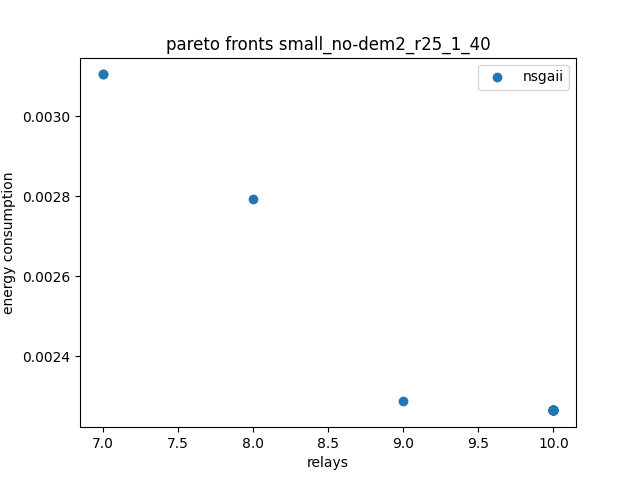 pareto fronts small_no-dem2_r25_1_40
nsgaii
energy consumption
0.0030
0.0028
0.0026
0.0024
7.0 7.5 8.0 8.5 9.0 9.5 10.0
relays